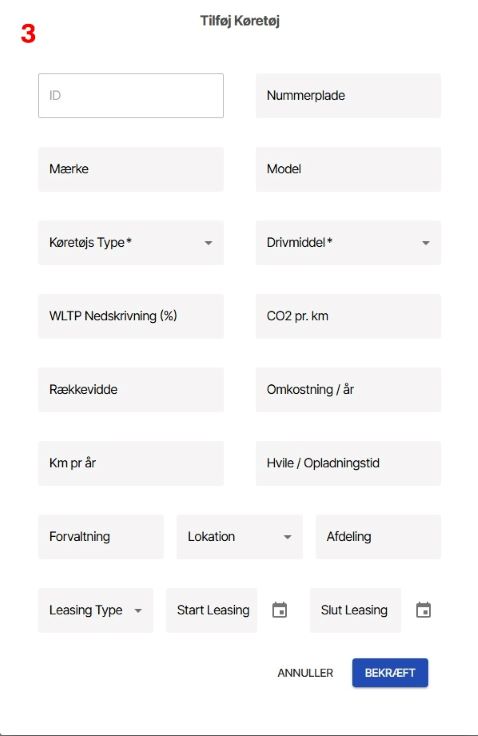 Tilføj Køretøj
3
ID
Nummerplade
Mærke
Model
Køretøjs Type*
Drivmiddel*
WLTP Nedskrivning (%)
CO2 pr. km
Rækkevidde
Omkostning / år
Km pr år
Hvile / Opladningstid
Forvaltning
Lokation
Afdeling
Leasing Type
Start Leasing
Slut Leasing
ANNULLER
BEKRÆFT